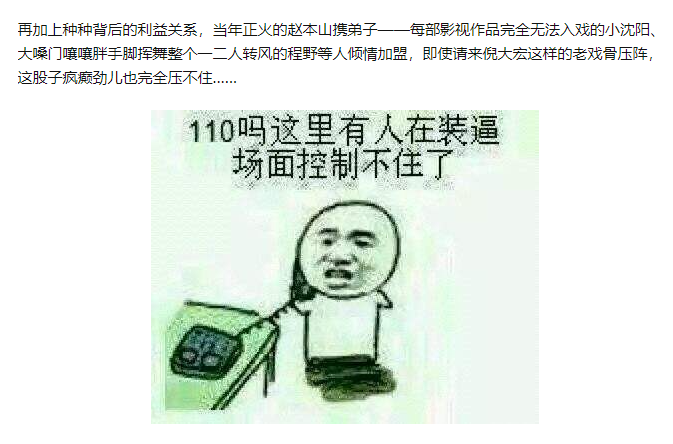 再加上种种背后的利益关系，当年正火的赵本山携弟子——每部影视作品完全无法入戏的小沈阳、
大嗓门嚷嚷胖手脚挥舞整个一二人转风的程野等人倾情加盟，即使请来倪大宏这样的老戏骨压阵，
这股子疯癫劲儿也完全压不住......
110吗这里有人在装逼
场面控制不住了